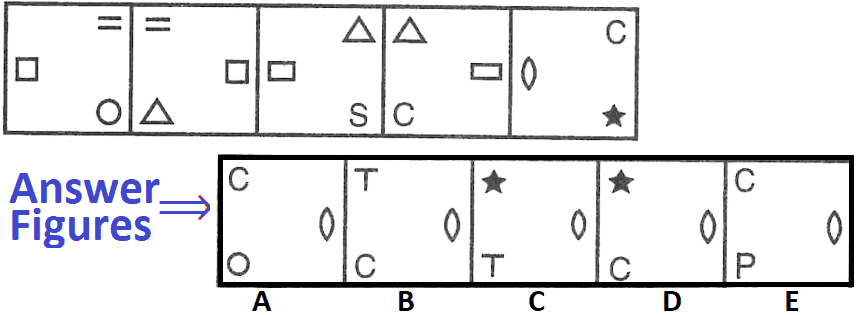 C
O S C
C T C
Answer
Figures
O C T C P
A B C D E